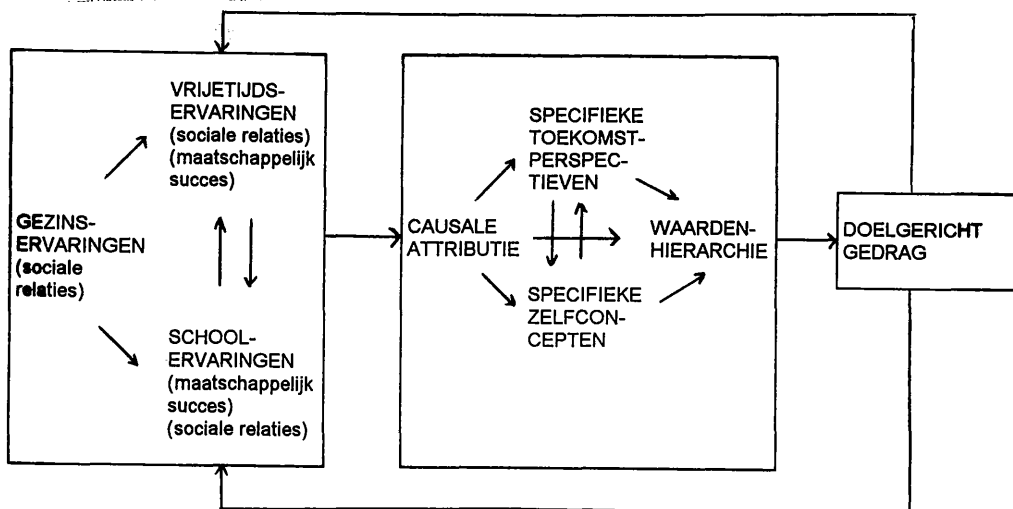 VRIJETIJDS-
ERVARINGEN
(sociale relaties)
(maatschappelijk
succes)
GEZINS-
ERVARINGEN
(sociale
relaties)
SCHOOL-
ERVARINGEN
(maatschappelijk
succes)
(sociale relaties)
CAUSALE
ATTRIBUTIE
SPECIFIEKE
TOEKOMST-
PERSPEC-
TIEVEN
SPECIFIEKE
ZELFCON-
CEPTEN
WAARDEN-
HIERARCHIE
DOELGERICHT
GEDRAG